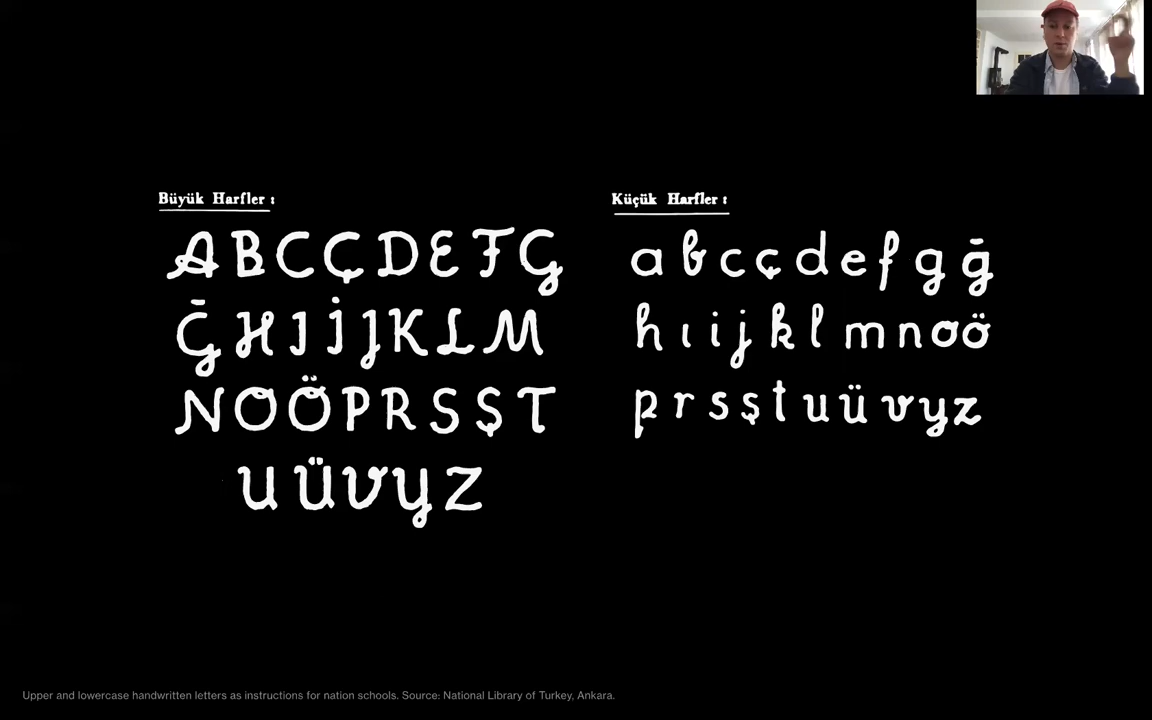 Büyük Harfler :
A B C Ç D E F G
Ğ H I İ J K L M
N O Ö P R S Ş T
U Ü V Y Z
Küçük Harfler :
a b c ç d e f g ğ
h ı i j k l m n o ö
p r s ş t u ü v y z
Upper and lowercase handwritten letters as instructions for nation schools. Source: National Library of Turkey, Ankara.